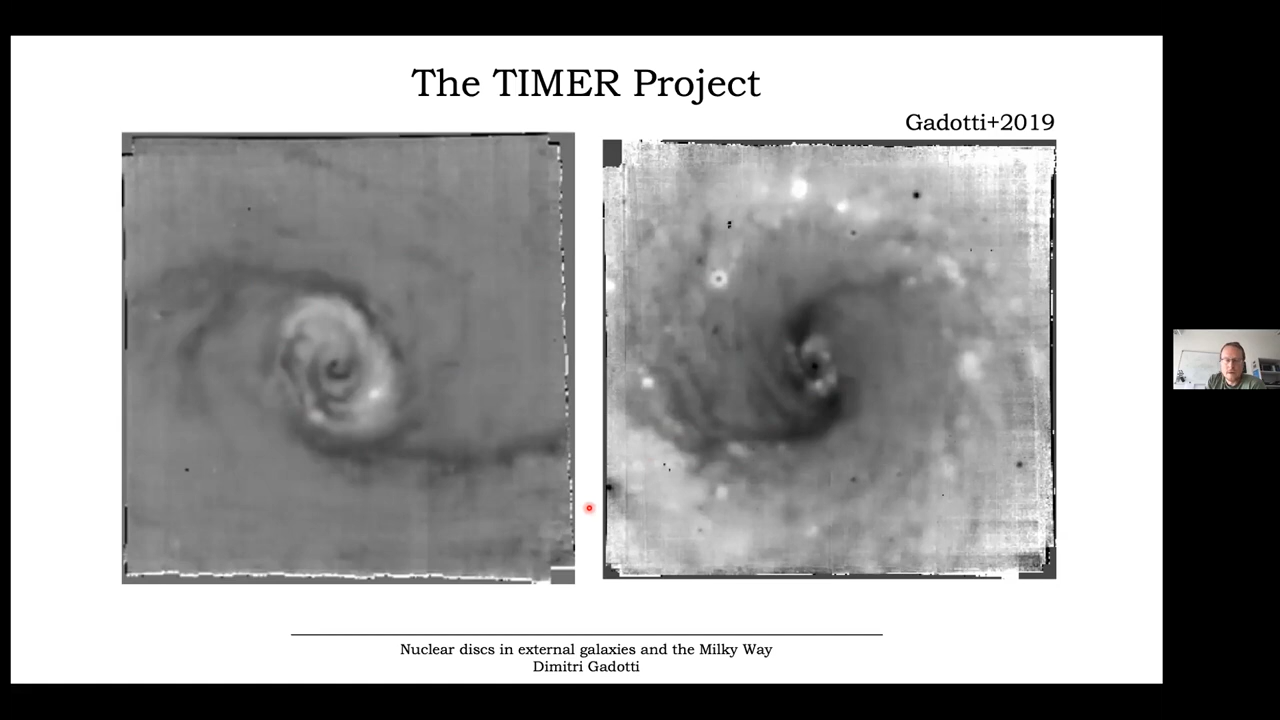 The TIMER Project
Gadotti+2019
Nuclear discs in external galaxies and the Milky Way
Dimitri Gadotti